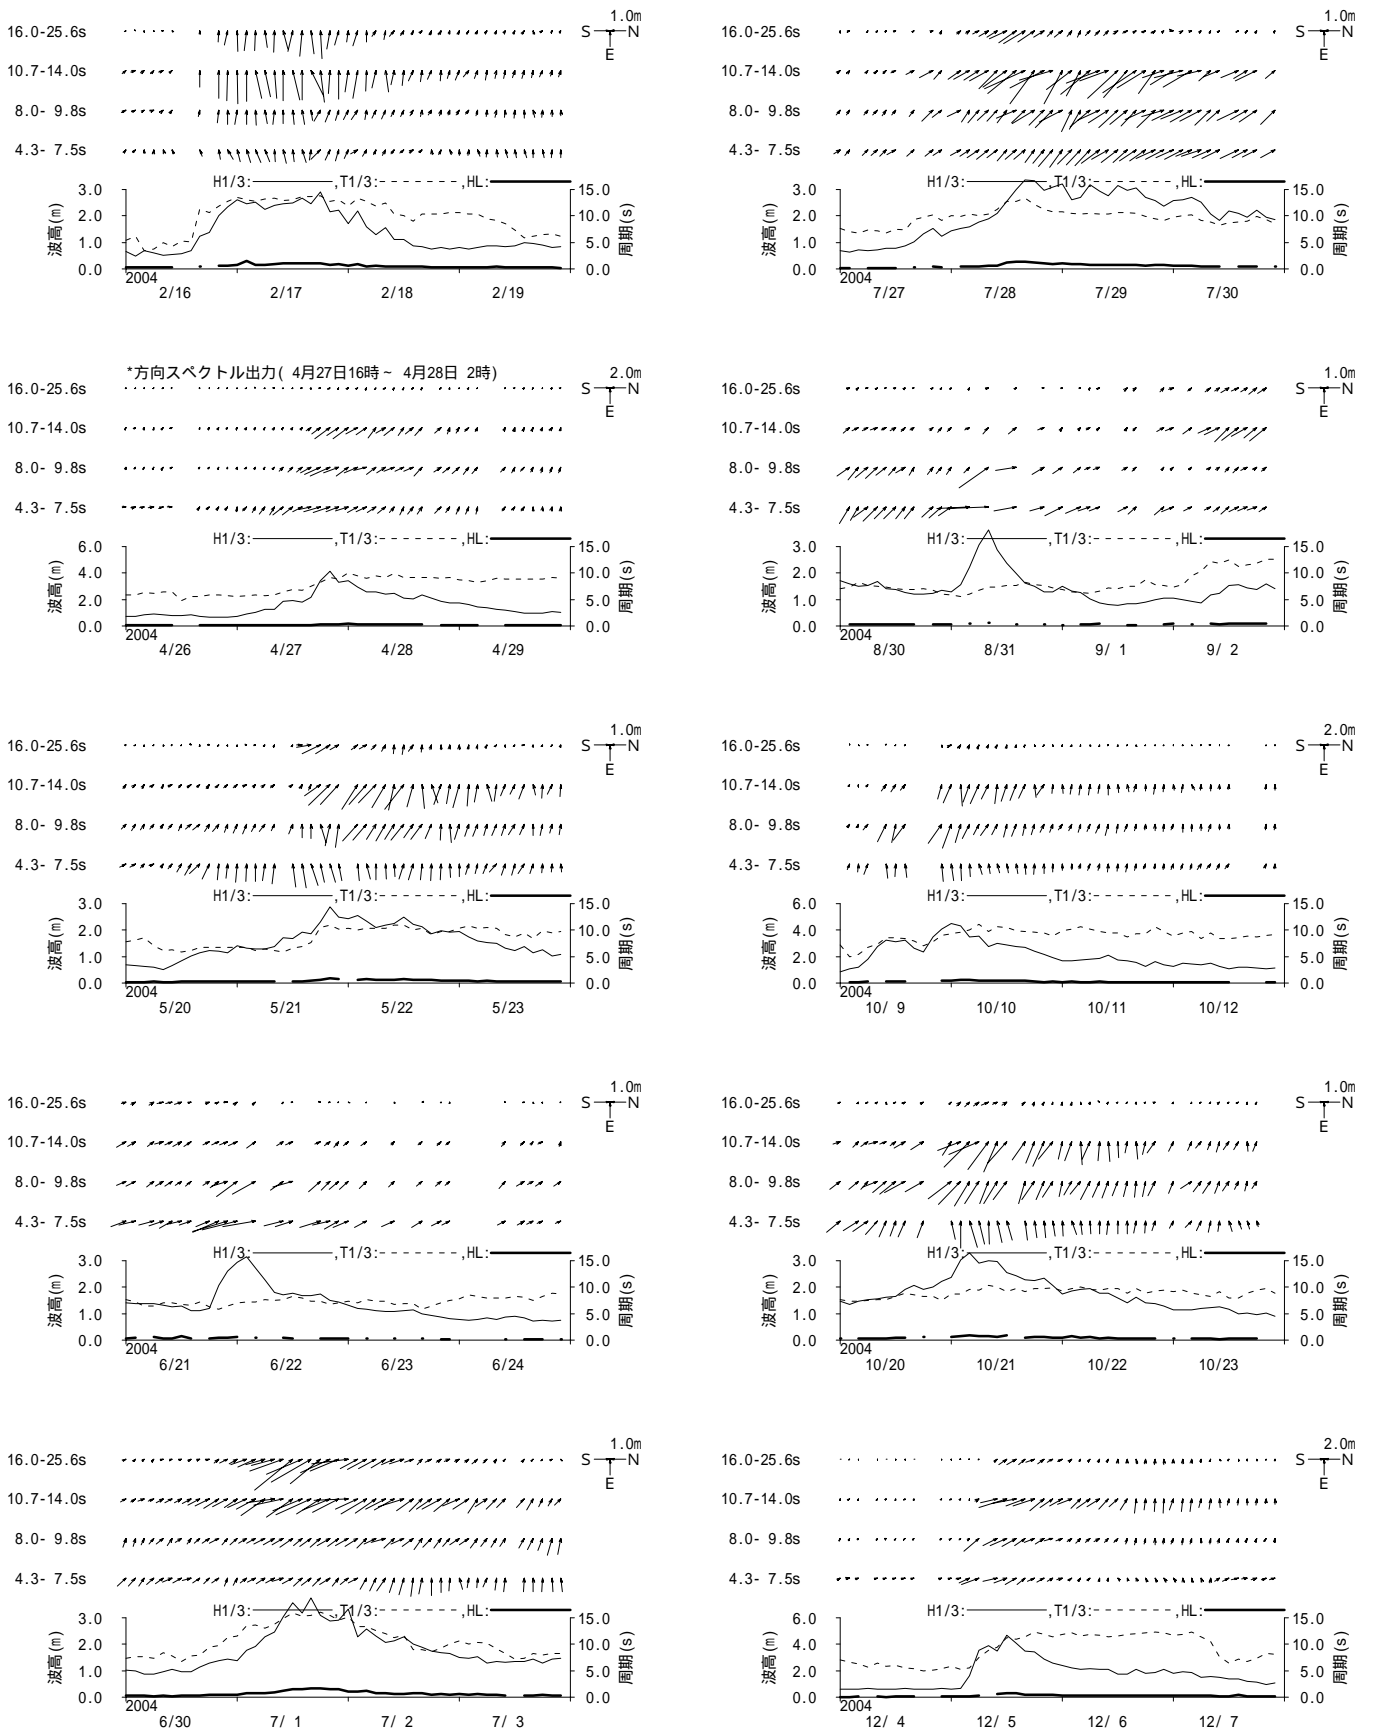 1.0m
16.0-25.6s
S N
E
10.7-14.0s
8.0- 9.8s
4.3- 7.5s
H1/3: ,T1/3: ,HL:
3.0 15.0
2.0 10.0
1.0 5.0
0.0 0.0
波高(m) 周期(s)
2004
2/16 2/17 2/18 2/19
1.0m
16.0-25.6s
S N
E
10.7-14.0s
8.0- 9.8s
4.3- 7.5s
H1/3: ,T1/3: ,HL:
3.0 15.0
2.0 10.0
1.0 5.0
0.0 0.0
波高(m) 周期(s)
2004
7/27 7/28 7/29 7/30
*方向スペクトル出力( 4月27日16時~ 4月28日 2時)
2.0m
16.0-25.6s
S N
E
10.7-14.0s
8.0- 9.8s
4.3- 7.5s
H1/3: ,T1/3: ,HL:
6.0 15.0
4.0 10.0
2.0 5.0
0.0 0.0
波高(m) 周期(s)
2004
4/26 4/27 4/28 4/29
1.0m
16.0-25.6s
S N
E
10.7-14.0s
8.0- 9.8s
4.3- 7.5s
H1/3: ,T1/3: ,HL:
3.0 15.0
2.0 10.0
1.0 5.0
0.0 0.0
波高(m) 周期(s)
2004
8/30 8/31 9/ 1 9/ 2
1.0m
16.0-25.6s
S N
E
10.7-14.0s
8.0- 9.8s
4.3- 7.5s
H1/3: ,T1/3: ,HL:
3.0 15.0
2.0 10.0
1.0 5.0
0.0 0.0
波高(m) 周期(s)
2004
5/20 5/21 5/22 5/23
2.0m
16.0-25.6s
S N
E
10.7-14.0s
8.0- 9.8s
4.3- 7.5s
H1/3: ,T1/3: ,HL:
6.0 15.0
4.0 10.0
2.0 5.0
0.0 0.0
波高(m) 周期(s)
2004
10/ 9 10/10 10/11 10/12
1.0m
16.0-25.6s
S N
E
10.7-14.0s
8.0- 9.8s
4.3- 7.5s
H1/3: ,T1/3: ,HL:
3.0 15.0
2.0 10.0
1.0 5.0
0.0 0.0
波高(m) 周期(s)
2004
6/21 6/22 6/23 6/24
1.0m
16.0-25.6s
S N
E
10.7-14.0s
8.0- 9.8s
4.3- 7.5s
H1/3: ,T1/3: ,HL:
3.0 15.0
2.0 10.0
1.0 5.0
0.0 0.0
波高(m) 周期(s)
2004
10/20 10/21 10/22 10/23
1.0m
16.0-25.6s
S N
E
10.7-14.0s
8.0- 9.8s
4.3- 7.5s
H1/3: ,T1/3: ,HL:
3.0 15.0
2.0 10.0
1.0 5.0
0.0 0.0
波高(m) 周期(s)
2004
6/30 7/ 1 7/ 2 7/ 3
2.0m
16.0-25.6s
S N
E
10.7-14.0s
8.0- 9.8s
4.3- 7.5s
H1/3: ,T1/3: ,HL:
6.0 15.0
4.0 10.0
2.0 5.0
0.0 0.0
波高(m) 周期(s)
2004
12/ 4 12/ 5 12/ 6 12/ 7